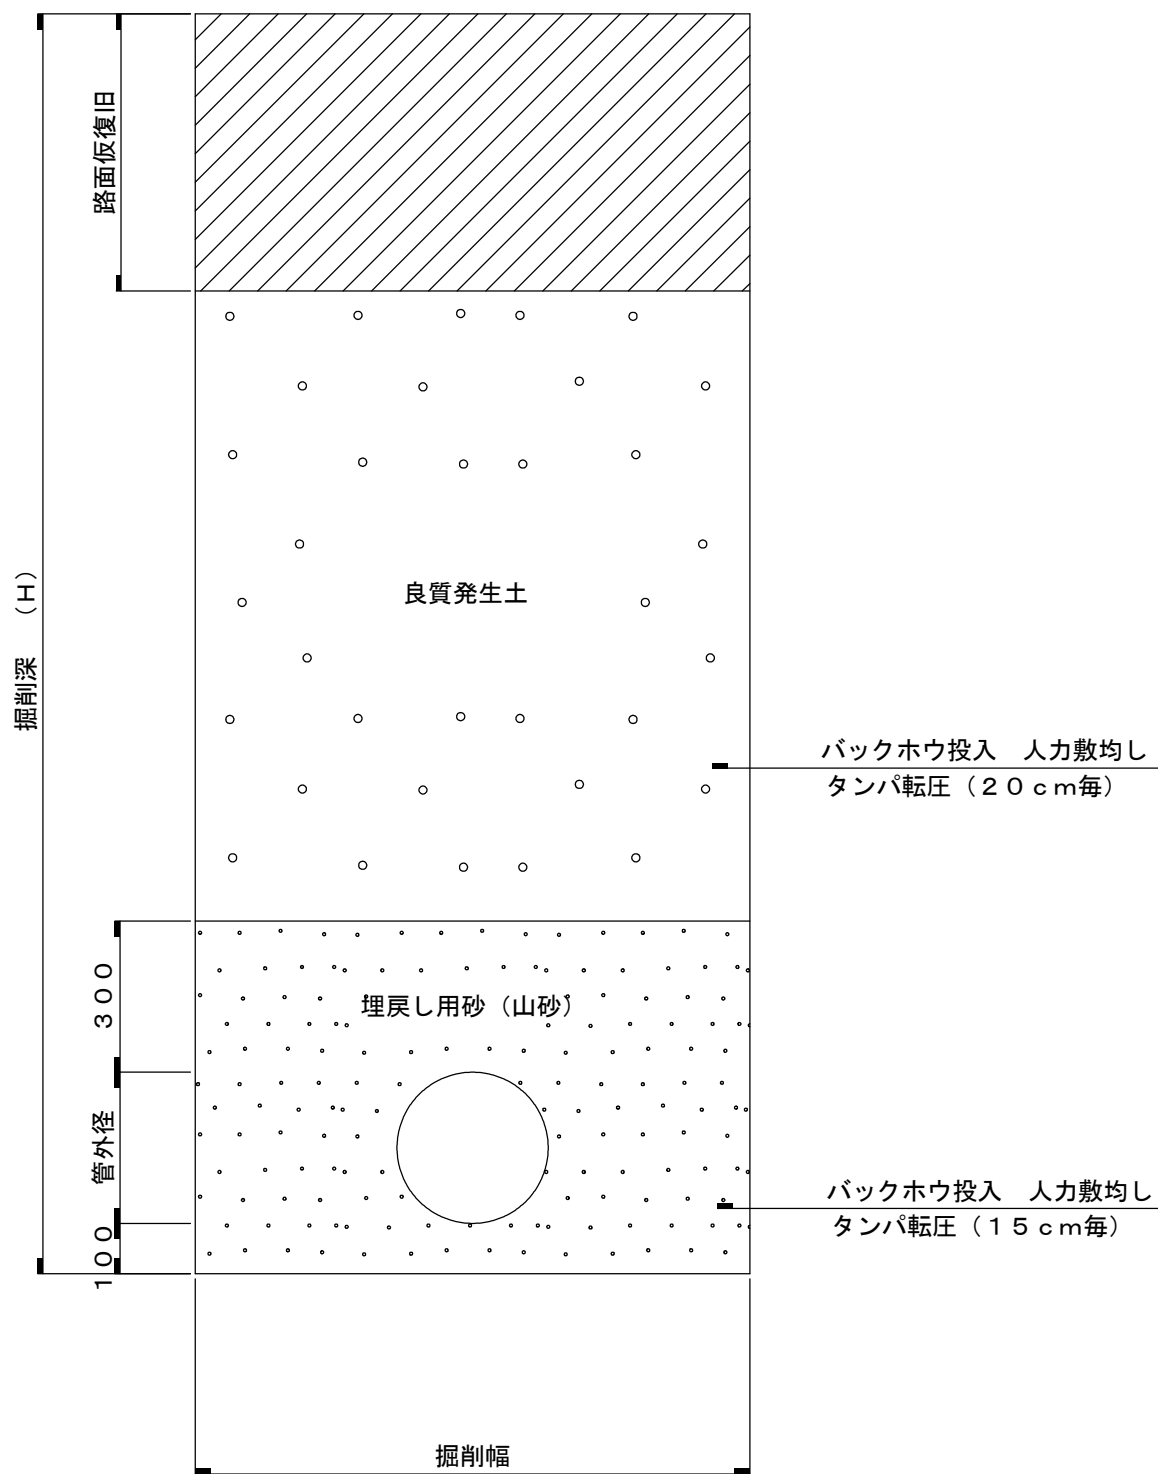 路面仮復旧
掘削深　（Ｈ）
良質発生土
バックホウ投入　人力敷均し
タンパ転圧（２０ｃｍ毎）
３００
埋戻し用砂（山砂）
管外径
バックホウ投入　人力敷均し
タンパ転圧（１５ｃｍ毎）
１００
掘削幅